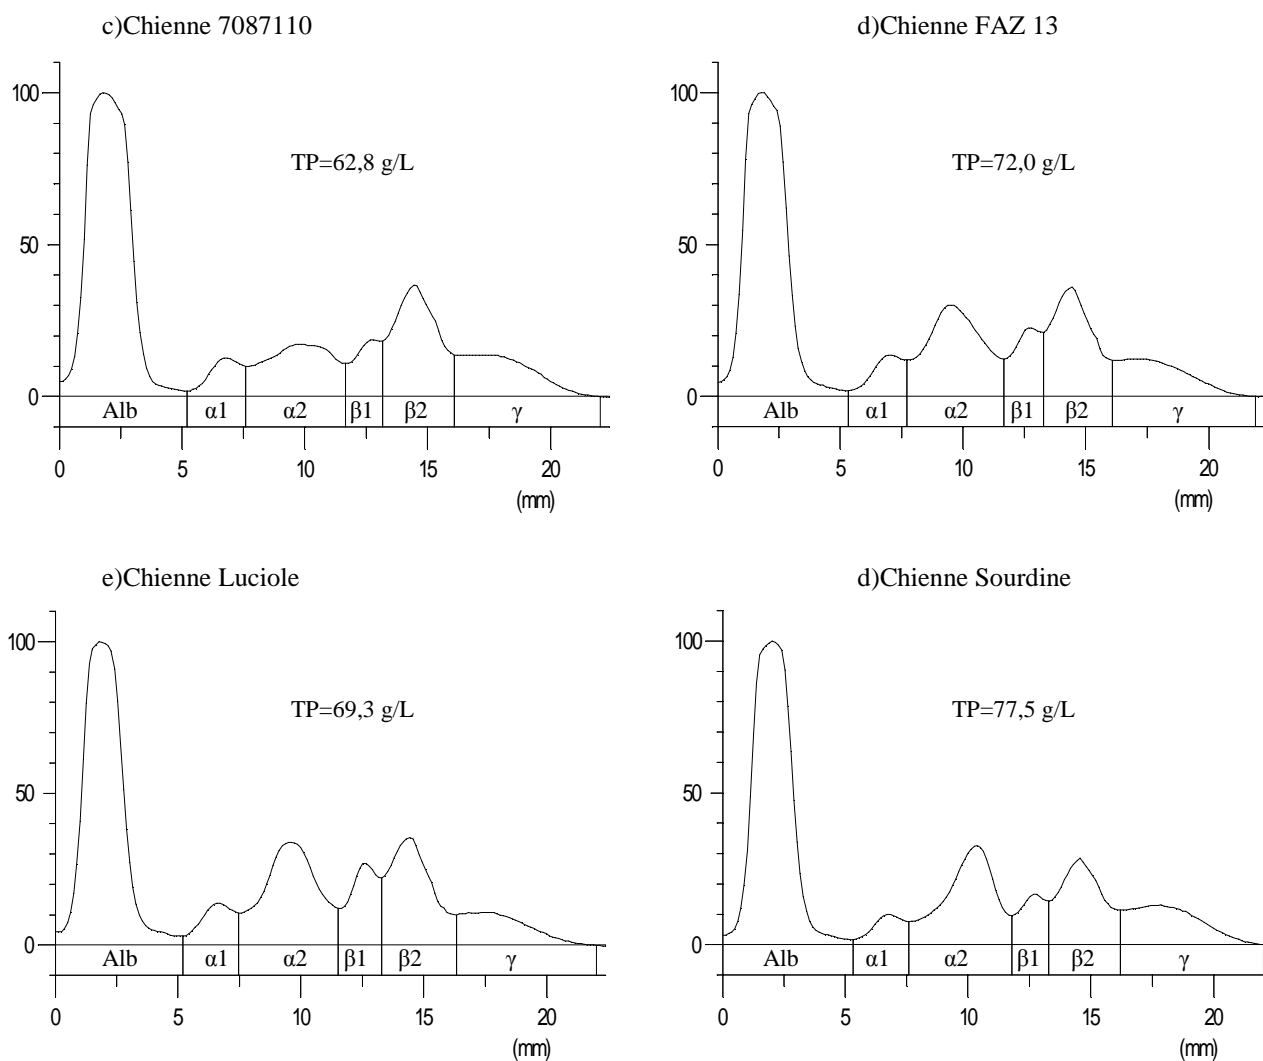 c)Chienne 7087110
d)Chienne FAZ 13
100
TP=62,8 g/L
50
0
Alb α1 α2 β1 β2 γ
0 5 10 15 20
(mm)
100
TP=72,0 g/L
50
0
Alb α1 α2 β1 β2 γ
0 5 10 15 20
(mm)
e)Chienne Luciole
d)Chienne Sourdine
100
TP=69,3 g/L
50
0
Alb α1 α2 β1 β2 γ
0 5 10 15 20
(mm)
100
TP=77,5 g/L
50
0
Alb α1 α2 β1 β2 γ
0 5 10 15 20
(mm)